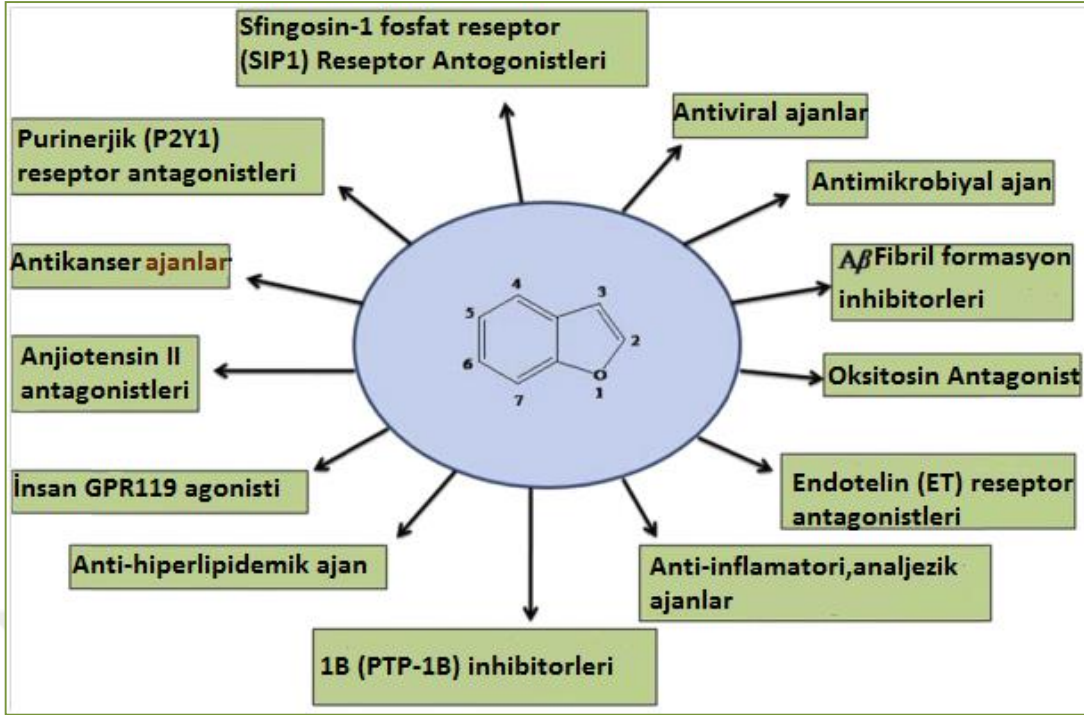 Sfingosin-1 fosfat reseptor
(SIP1) Reseptor Antogonistleri
Antiviral ajanlar
Purinerjik (P2Y1)
reseptor antagonistleri
Antimikrobiyal ajan
Antikanser ajanlar
Aβ Fibril formasyon
inhibitorleri
Anjiotensin II
antagonistleri
Oksitosin Antagonist
İnsan GPR119 agonisti
Endotelin (ET) reseptor
antagonistleri
Anti-hiperlipidemik ajan
Anti-inflamatori,analjezik
ajanlar
1B (PTP-1B) inhibitorleri
4
3
5
2
6
O
7
1